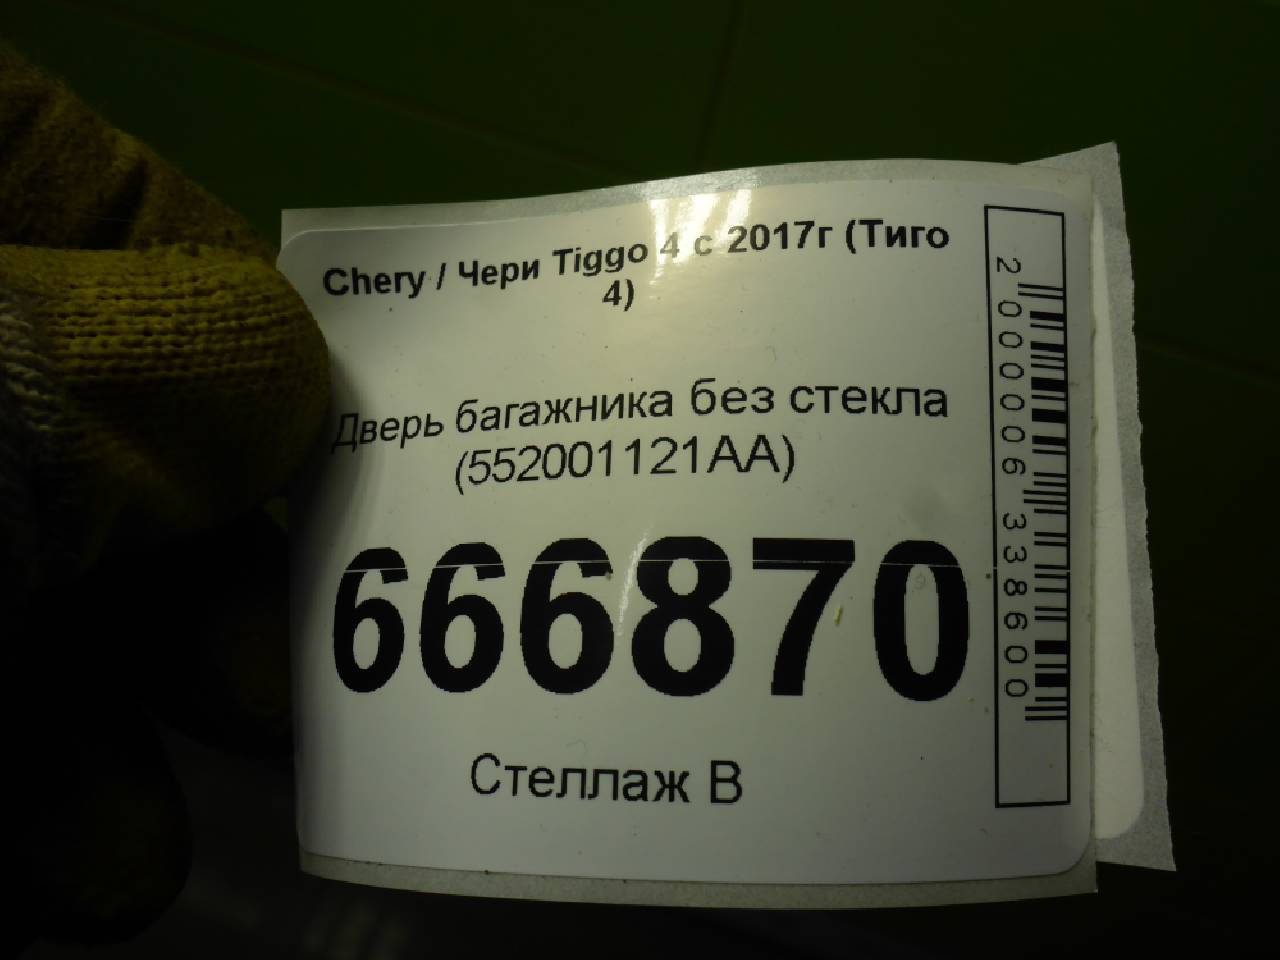 Chery / Чери Tiggo 4 с 2017г (Тиго
4)
Дверь багажника без стекла
(552001121AA)
666870
Стеллаж В
2000006338600